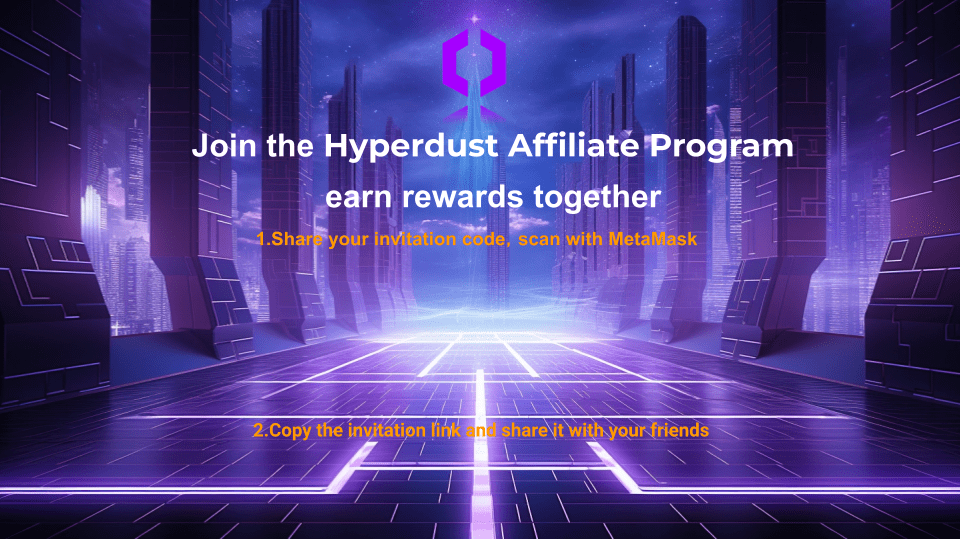 Join the Hyperdust Affiliate Program
earn rewards together
1.Share your invitation code, scan with MetaMask
2.Copy the invitation link and share it with your friends